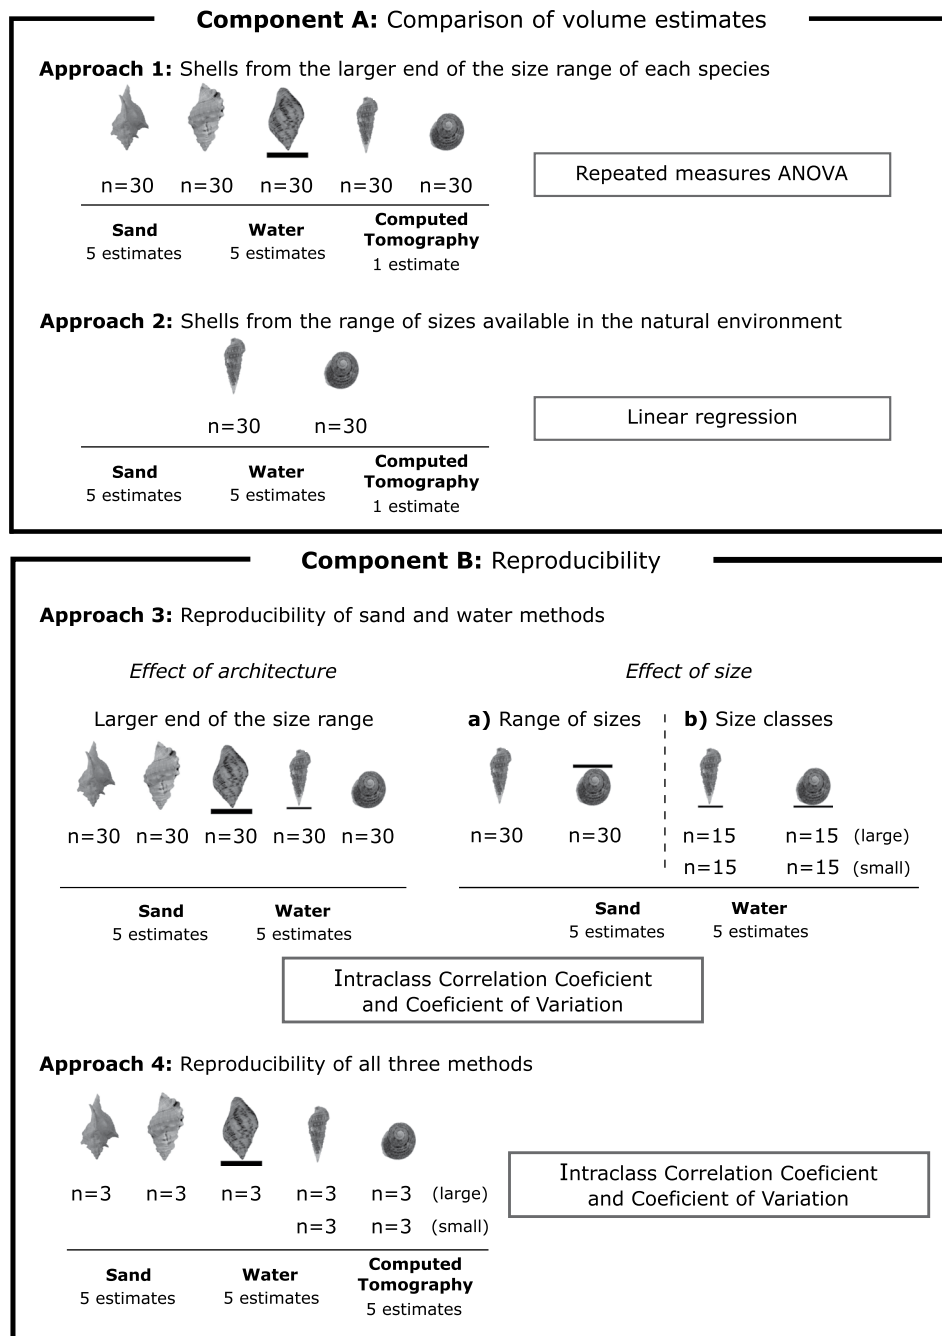 Component A: Comparison of volume estimates
Approach 1: Shells from the larger end of the size range of each species
n=30 n=30 n=30 n=30 n=30
Repeated measures ANOVA
Sand Water Computed Tomography
5 estimates 5 estimates 1 estimate
Approach 2: Shells from the range of sizes available in the natural environment
n=30 n=30
Linear regression
Sand Water Computed Tomography
5 estimates 5 estimates 1 estimate
Component B: Reproducibility
Approach 3: Reproducibility of sand and water methods
Effect of architecture
Larger end of the size range
n=30 n=30 n=30 n=30 n=30
Sand Water
5 estimates 5 estimates
Effect of size
a) Range of sizes b) Size classes
n=30 n=30 n=15 n=15 (large)
n=15 n=15 (small)
Sand Water
5 estimates 5 estimates
Intraclass Correlation Coeficient
and Coeficient of Variation
Approach 4: Reproducibility of all three methods
n=3 n=3 n=3 n=3 n=3 (large)
n=3 n=3 (small)
Intraclass Correlation Coeficient
and Coeficient of Variation
Sand Water Computed Tomography
5 estimates 5 estimates 5 estimates